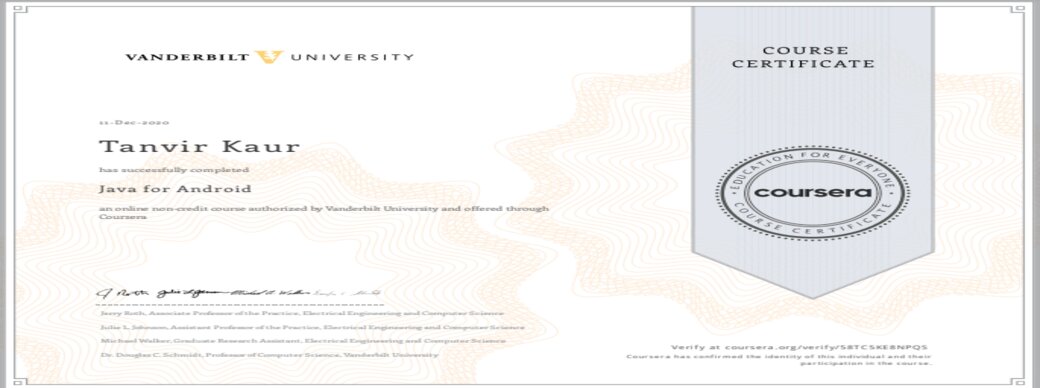 VANDERBILT UNIVERSITY
COURSE
CERTIFICATE
11-Dec-2020
Tanvir Kaur
has successfully completed
Java for Android
an online non-credit course authorized by Vanderbilt University and offered through
Coursera
EDUCATION FOR EVERYONE
coursera
COURSE CERTIFICATE
Jerry Roth, Associate Professor of the Practice, Electrical Engineering and Computer Science
Julie L. Johnson, Assistant Professor of the Practice, Electrical Engineering and Computer Science
Michael Walker, Graduate Research Assistant, Electrical Engineering and Computer Science
Dr. Douglas C. Schmidt, Professor of Computer Science, Vanderbilt University
Verify at coursera.org/verify/S8TCSKE8NPQS
Coursera has confirmed the identity of this individual and their
participation in the course.